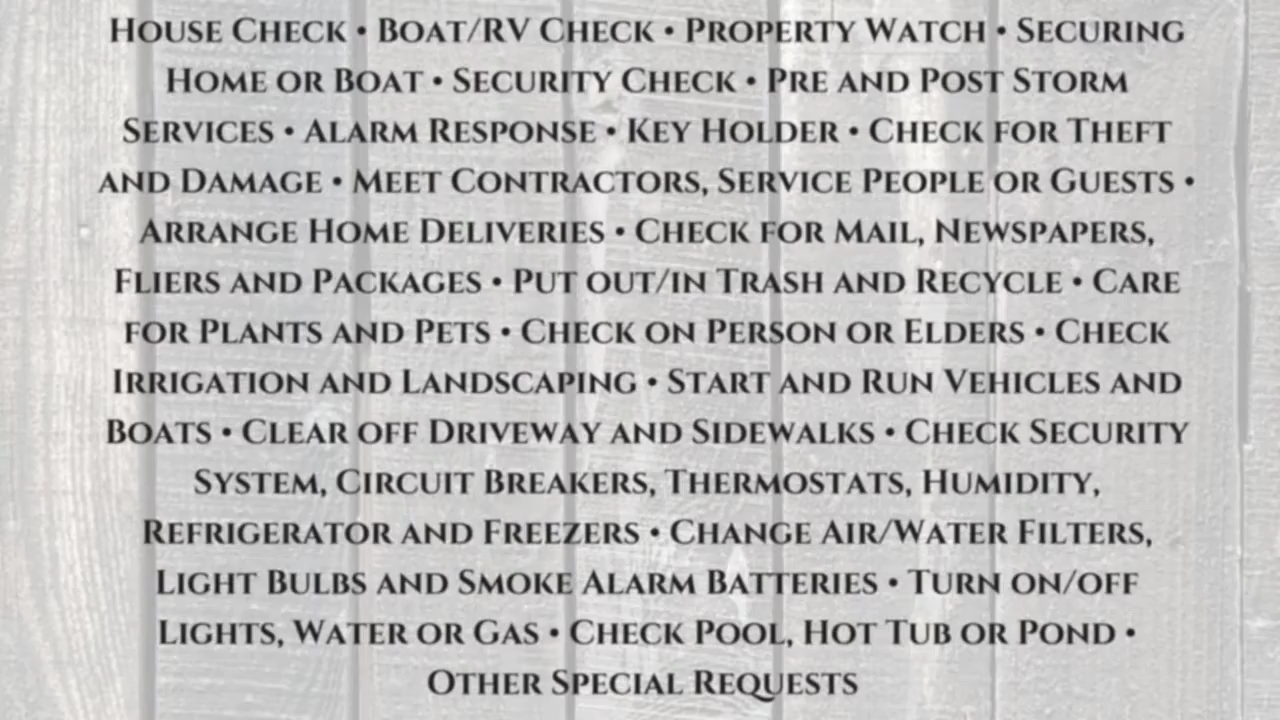 House Check • Boat/RV Check • Property Watch • Securing
Home or Boat • Security Check • Pre and Post Storm
Services • Alarm Response • Key Holder • Check for Theft
and Damage • Meet Contractors, Service People or Guests •
Arrange Home Deliveries • Check for Mail, Newspapers,
Fliers and Packages • Put out/in Trash and Recycle • Care
for Plants and Pets • Check on Person or Elders • Check
Irrigation and Landscaping • Start and Run Vehicles and
Boats • Clear off Driveway and Sidewalks • Check Security
System, Circuit Breakers, Thermostats, Humidity,
Refrigerator and Freezers • Change Air/Water Filters,
Light Bulbs and Smoke Alarm Batteries • Turn on/off
Lights, Water or Gas • Check Pool, Hot Tub or Pond •
Other Special Requests